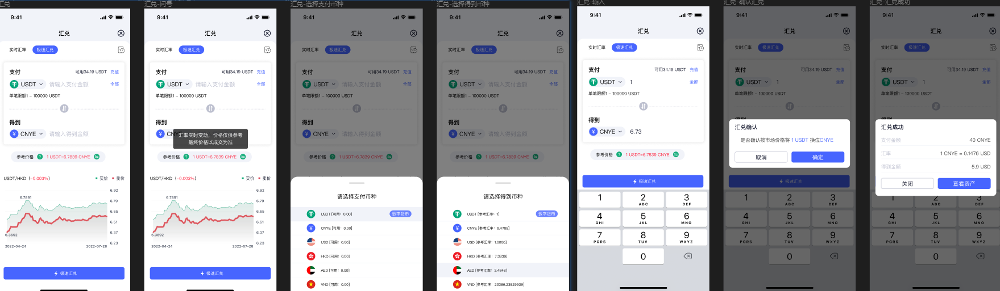 汇兑
9:41
汇兑
实时汇率
极速汇兑
支付
可用34.19 USDT 充值
USDT
请输入支付金额
全部
单笔限额1 ~ 100000 USDT
得到
CNYE
请输入得到金额
参考价格 ? 1 USDT=6.7839 CNYE
USDT/HKD (-0.003%)
买价 卖价
6.92
6.7891
6.79
6.65
6.51
6.37
6.3692
6.23
2022-04-24
2022-07-28
极速汇兑
汇兑-问号
9:41
汇兑
实时汇率
极速汇兑
支付
可用34.19 USDT 充值
USDT
请输入支付金额
全部
单笔限额1 ~ 100000 USDT
得到
CNY
汇率实时变动，价格仅供参考
最终价格以成交为准
参考价格 ? 1 USDT=6.7839 CNYE
USDT/HKD (-0.003%)
买价 卖价
6.92
6.7891
6.79
6.65
6.51
6.37
6.3692
6.23
2022-04-24
2022-07-28
极速汇兑
汇兑-选择支付币种
9:41
汇兑
实时汇率
极速汇兑
支付
可用34.19 USDT 充值
USDT
请输入支付金额
全部
单笔限额1 ~ 100000 USDT
得到
CNYE
请输入得到金额
参考价格 ? 1 USDT=6.7839 CNYE
请选择支付币种
USDT [可用：0.00]
数字货币
CNYE [可用：0.00]
USD [可用：0.00]
HKD [可用：0.00]
AED [可用：0.00]
VND [可用：0.00]
汇兑-选择得到币种
9:41
汇兑
实时汇率
极速汇兑
支付
可用34.19 USDT 充值
USDT
请输入支付金额
全部
单笔限额1 ~ 100000 USDT
得到
CNYE
请输入得到金额
参考价格 ? 1 USDT=6.7839 CNYE
请选择得到币种
USDT [参考汇率：1]
数字货币
CNYE [参考汇率：6.4789]
USD [参考汇率：1.0000]
HKD [参考汇率：7.3839]
AED [参考汇率：3.4848]
VND [参考汇率：23386.23829939]
汇兑-输入
9:41
汇兑
实时汇率
极速汇兑
支付
可用34.19 USDT 充值
USDT
1
全部
单笔限额1 ~ 100000 USDT
得到
CNYE
6.73
参考价格 ? 1 USDT=6.7839 CNYE
极速汇兑
1
2
ABC
3
DEF
4
GHI
5
JKL
6
MNO
7
PGRS
8
TUV
9
WXYZ
0
汇兑-确认汇兑
9:41
汇兑
实时汇率
极速汇兑
支付
可用34.19 USDT 充值
USDT
1
全部
单笔限额1 ~ 100000 USDT
汇兑确认
是否确认按市场价格将 1 USDT 换位CNYE
取消
确定
极速汇兑
1
2
ABC
3
DEF
4
GHI
5
JKL
6
MNO
7
PGRS
8
TUV
9
WXYZ
0
汇兑-汇兑成功
9:41
汇兑
实时汇率
极速汇兑
支付
可用34.19 USDT 充值
USDT
1
全部
单笔限额1 ~ 100000 USDT
汇兑成功
支付金额
40 CNYE
汇率
1 CNYE = 0.1476 USD
得到金额
5.9 USD
关闭
查看资产
1
2
ABC
3
DEF
4
GHI
5
JKL
6
MNO
7
PGRS
8
TUV
9
WXYZ
0